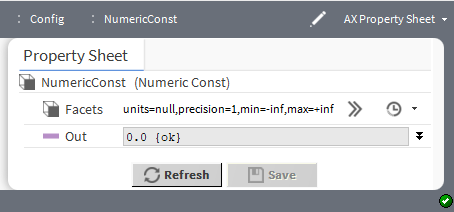 : Config : NumericConst AX Property Sheet
Property Sheet
NumericConst (Numeric Const)
Facets units=null,precision=1,min=-inf,max=+inf
Out 0.0 {ok}
Refresh Save